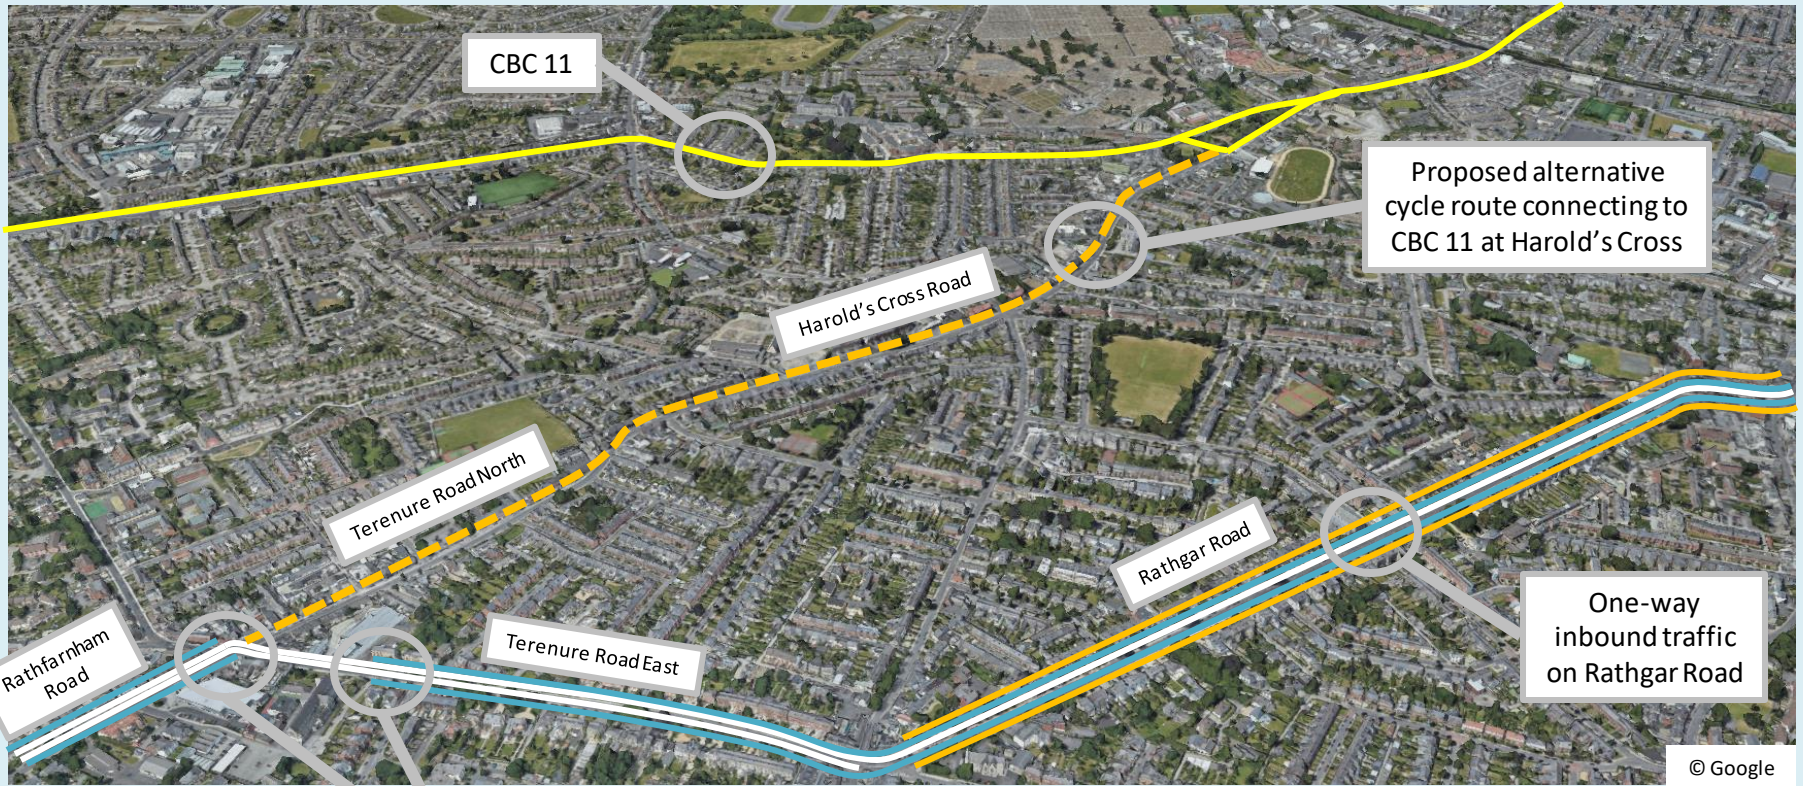 CBC 11
Proposed alternative
cycle route connecting to
CBC 11 at Harold's Cross
Harold's Cross Road
Terenure Road North
Rathgar Road
One-way
inbound traffic
on Rathgar Road
Rathfarnham
Road
Terenure Road East
© Google